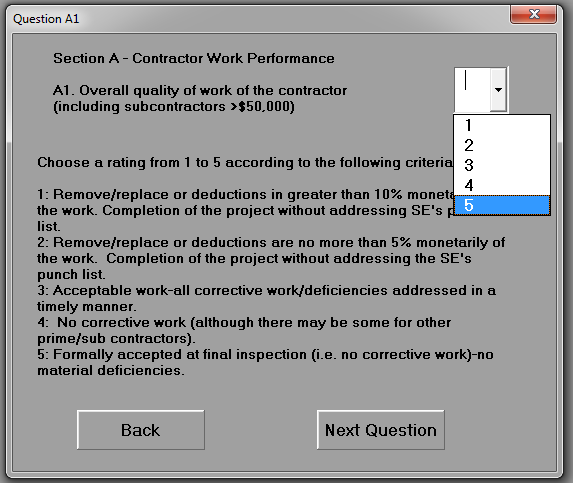 Question A1
X
Section A - Contractor Work Performance
A1. Overall quality of work of the contractor
(including subcontractors >$50,000)
1
2
3
4
5
Choose a rating from 1 to 5 according to the following criteria
1: Remove/replace or deductions in greater than 10%
the work. Completion of the project without addressing SE's
list.
2: Remove/replace or deductions are no more than 5% monetarily of
the work. Completion of the project without addressing the SE's
punch list.
3: Acceptable work-all corrective work/deficiencies addressed in a
timely manner.
4: No corrective work (although there may be some for other
prime/sub contractors).
5: Formally accepted at final inspection (i.e. no corrective work)-no
material deficiencies.
Back
Next Question